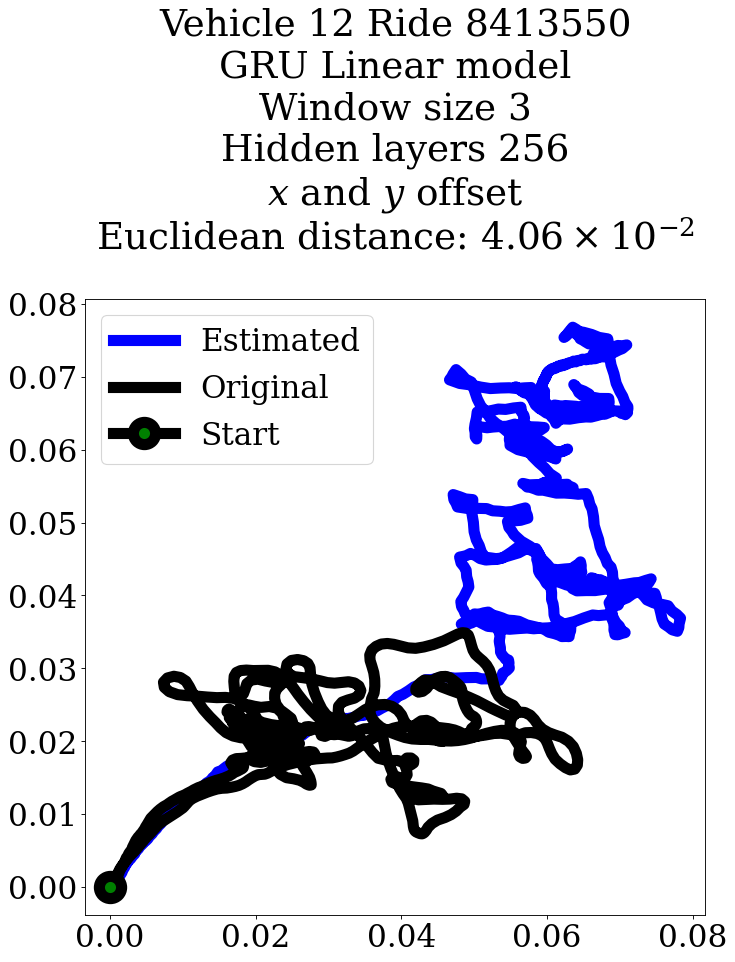 Vehicle 12 Ride 8413550
GRU Linear model
Window size 3
Hidden layers 256
x and y offset
Euclidean distance: 4.06 × 10⁻²
0.08
0.07
0.06
0.05
0.04
0.03
0.02
0.01
0.00
Estimated
Original
Start
0.00 0.02 0.04 0.06 0.08